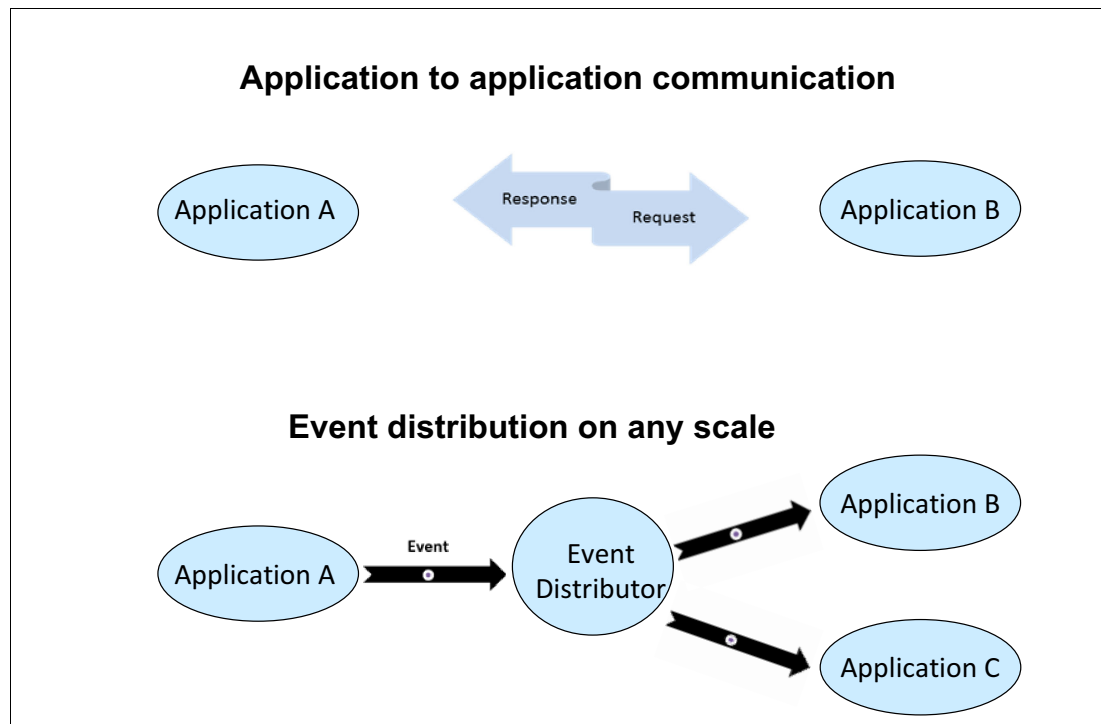 Application to application communication
Application A
Response
Request
Application B
Event distribution on any scale
Application A
Event
Event
Distributor
Application B
Application C